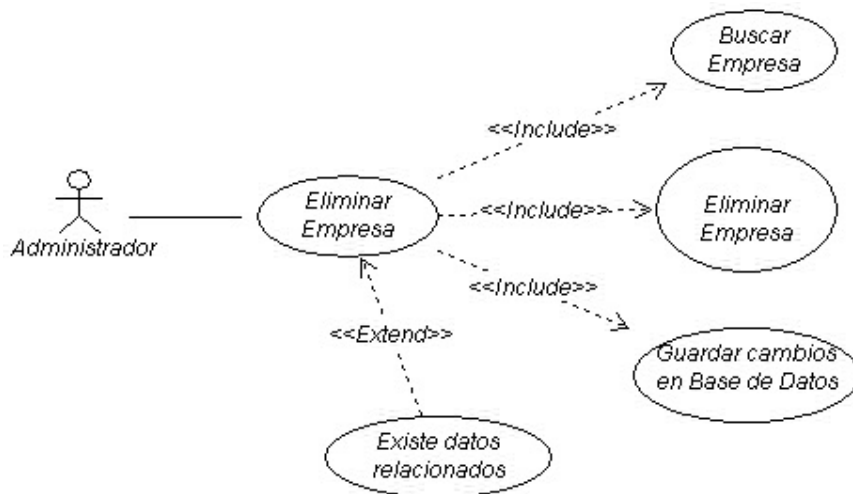 Buscar
Empresa
<<Include>>
Eliminar
Empresa
<<Include>>
Eliminar
Empresa
Administrador
<<Include>>
<<Extend>>
Guardar cambios
en Base de Datos
Existe datos
relacionados